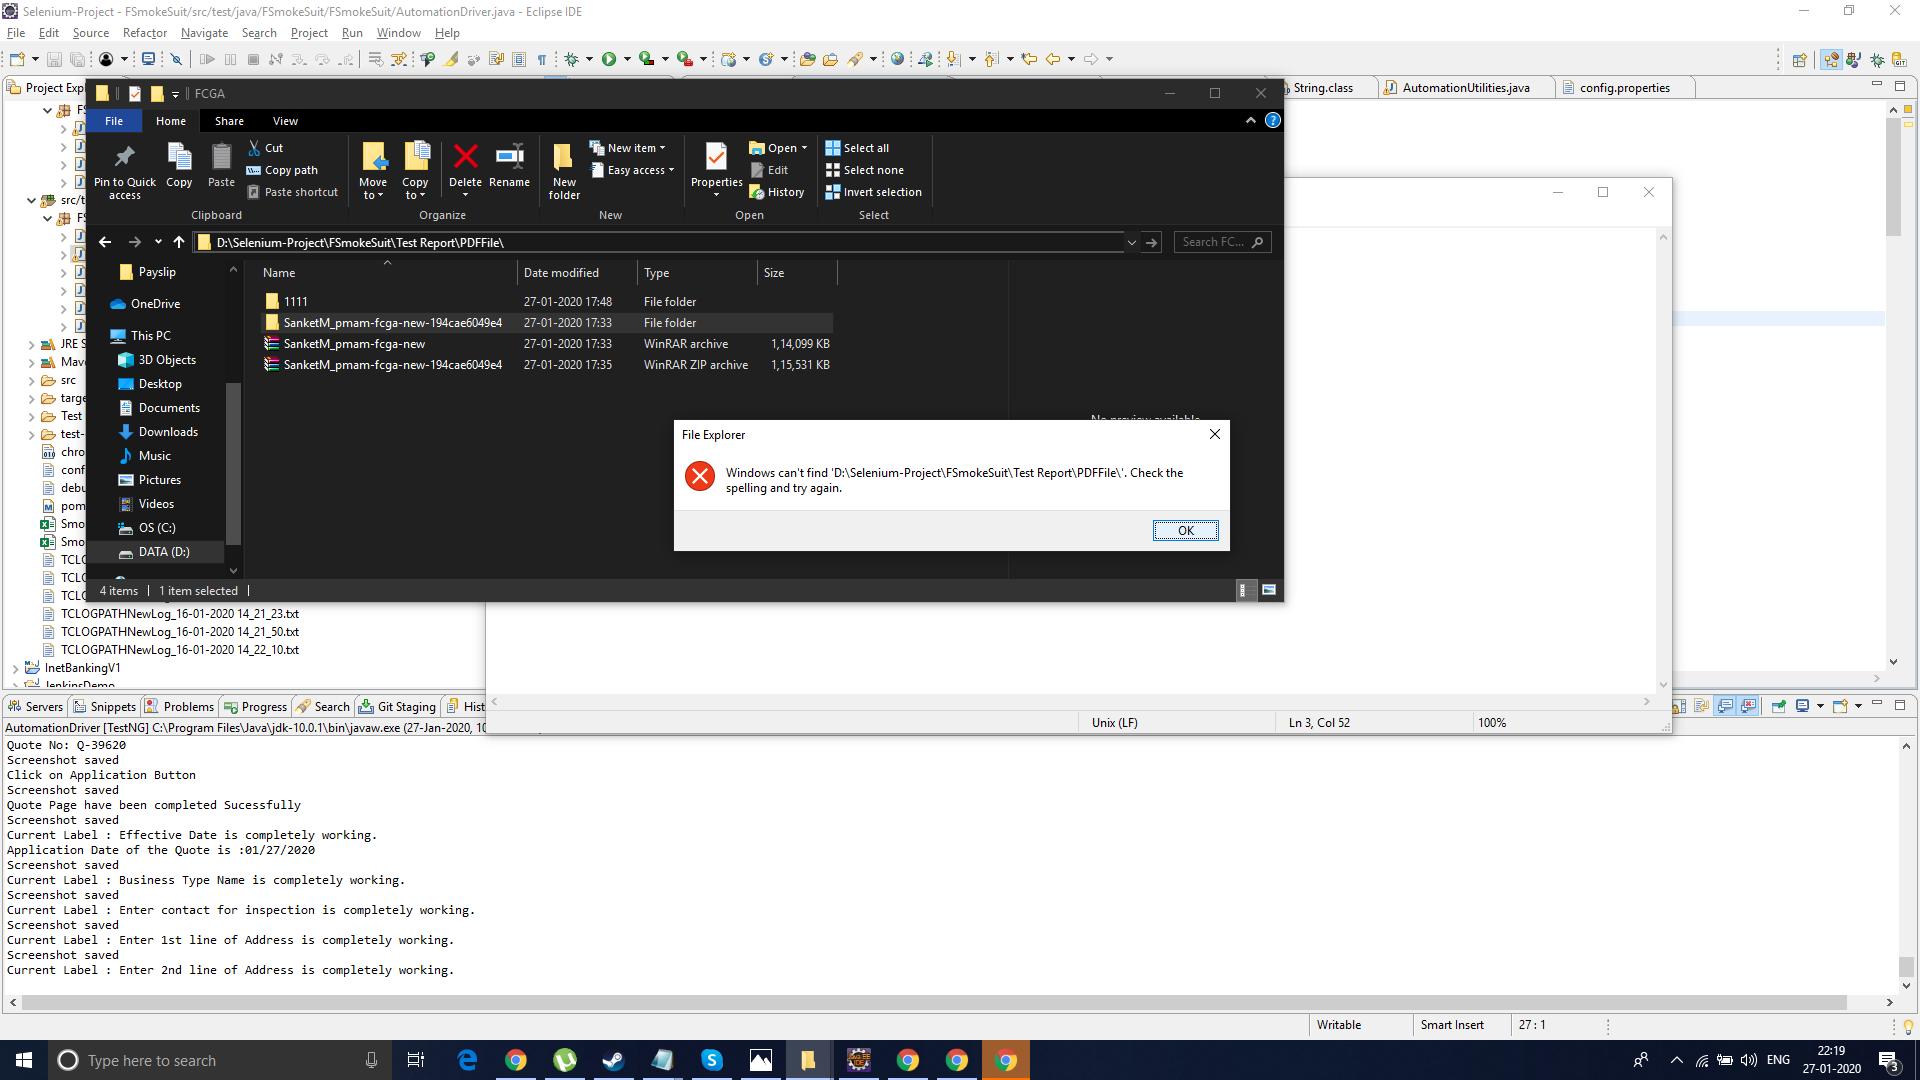 Selenium-Project - FSmokeSuit/src/test/java/FSmokeSuit/FSmokeSuit/AutomationDriver.java - Eclipse IDE
File Edit Source Refactor Navigate Search Project Run Window Help
Project Expl
String.class
AutomationUtilities.java
config.properties
FCGA
File Home Share View
Pin to Quick access
Copy
Paste
Cut
Copy path
Paste shortcut
Clipboard
Move to
Copy to
Delete
Rename
Organize
New folder
New item
Easy access
New
Properties
Open
Edit
History
Open
Select all
Select none
Invert selection
Select
D:\Selenium-Project\FSmokeSuit\Test Report\PDFFile\
Search FC...
Name Date modified Type Size
1111 27-01-2020 17:48 File folder
SanketM_pmam-fcga-new-194cae6049e4 27-01-2020 17:33 File folder
SanketM_pmam-fcga-new 27-01-2020 17:33 WinRAR archive 1,14,099 KB
SanketM_pmam-fcga-new-194cae6049e4 27-01-2020 17:35 WinRAR ZIP archive 1,15,531 KB
Payslip
OneDrive
This PC
3D Objects
Desktop
Documents
Downloads
Music
Pictures
Videos
OS (C:)
DATA (D:)
4 items
1 item selected
File Explorer
Windows can't find 'D:\Selenium-Project\FSmokeSuit\Test Report\PDFFile\'. Check the
spelling and try again.
OK
src/t
JRE S
Mav
src
targe
Test
test-
chro
conf
debu
pom
Smo
Smo
TCLO
TCLO
TCLO
TCLOGPATHNewLog_16-01-2020 14_21_23.txt
TCLOGPATHNewLog_16-01-2020 14_21_50.txt
TCLOGPATHNewLog_16-01-2020 14_22_10.txt
InetBankingV1
JenkinsDemo
Unix (LF) Ln 3, Col 52 100%
Servers Snippets Problems Progress Search Git Staging Hist
AutomationDriver [TestNG] C:\Program Files\Java\jdk-10.0.1\bin\javaw.exe (27-Jan-2020, 10
Quote No: Q-39620
Screenshot saved
Click on Application Button
Screenshot saved
Quote Page have been completed Sucessfully
Screenshot saved
Current Label : Effective Date is completely working.
Application Date of the Quote is :01/27/2020
Screenshot saved
Current Label : Business Type Name is completely working.
Screenshot saved
Current Label : Enter contact for inspection is completely working.
Screenshot saved
Current Label : Enter 1st line of Address is completely working.
Screenshot saved
Current Label : Enter 2nd line of Address is completely working.
Writable Smart Insert 27 : 1
Type here to search
ENG
22:19
27-01-2020
3